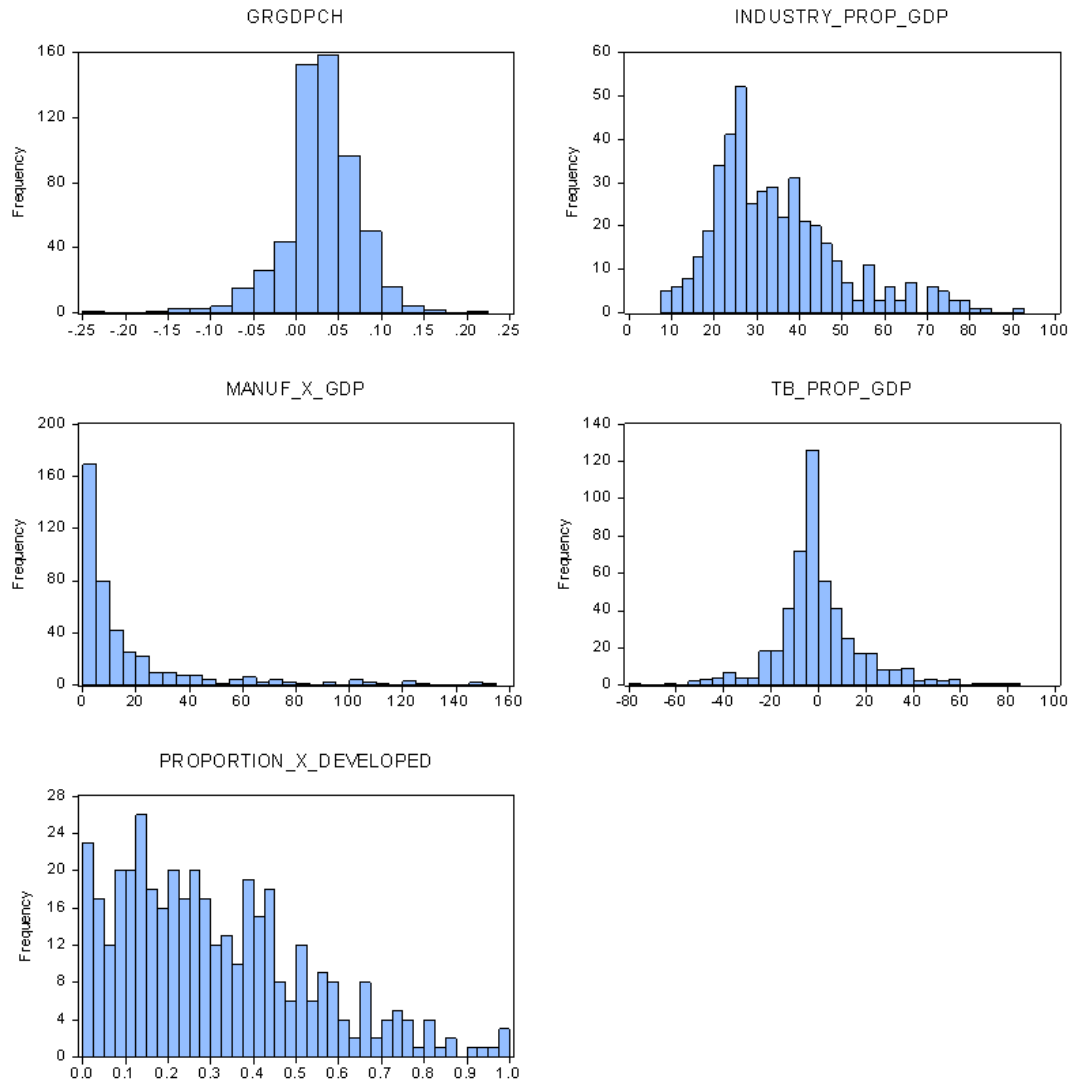 GRGDPCH
Frequency
160
120
80
40
0
-.25 -.20 -.15 -.10 -.05 .00 .05 .10 .15 .20 .25
INDUSTRY_PROP_GDP
Frequency
60
50
40
30
20
10
0
0 10 20 30 40 50 60 70 80 90 100
MANUF_X_GDP
Frequency
200
160
120
80
40
0
0 20 40 60 80 100 120 140 160
TB_PROP_GDP
Frequency
140
120
100
80
60
40
20
0
-80 -60 -40 -20 0 20 40 60 80 100
PROPORTION_X_DEVELOPED
Frequency
28
24
20
16
12
8
4
0
0.0 0.1 0.2 0.3 0.4 0.5 0.6 0.7 0.8 0.9 1.0